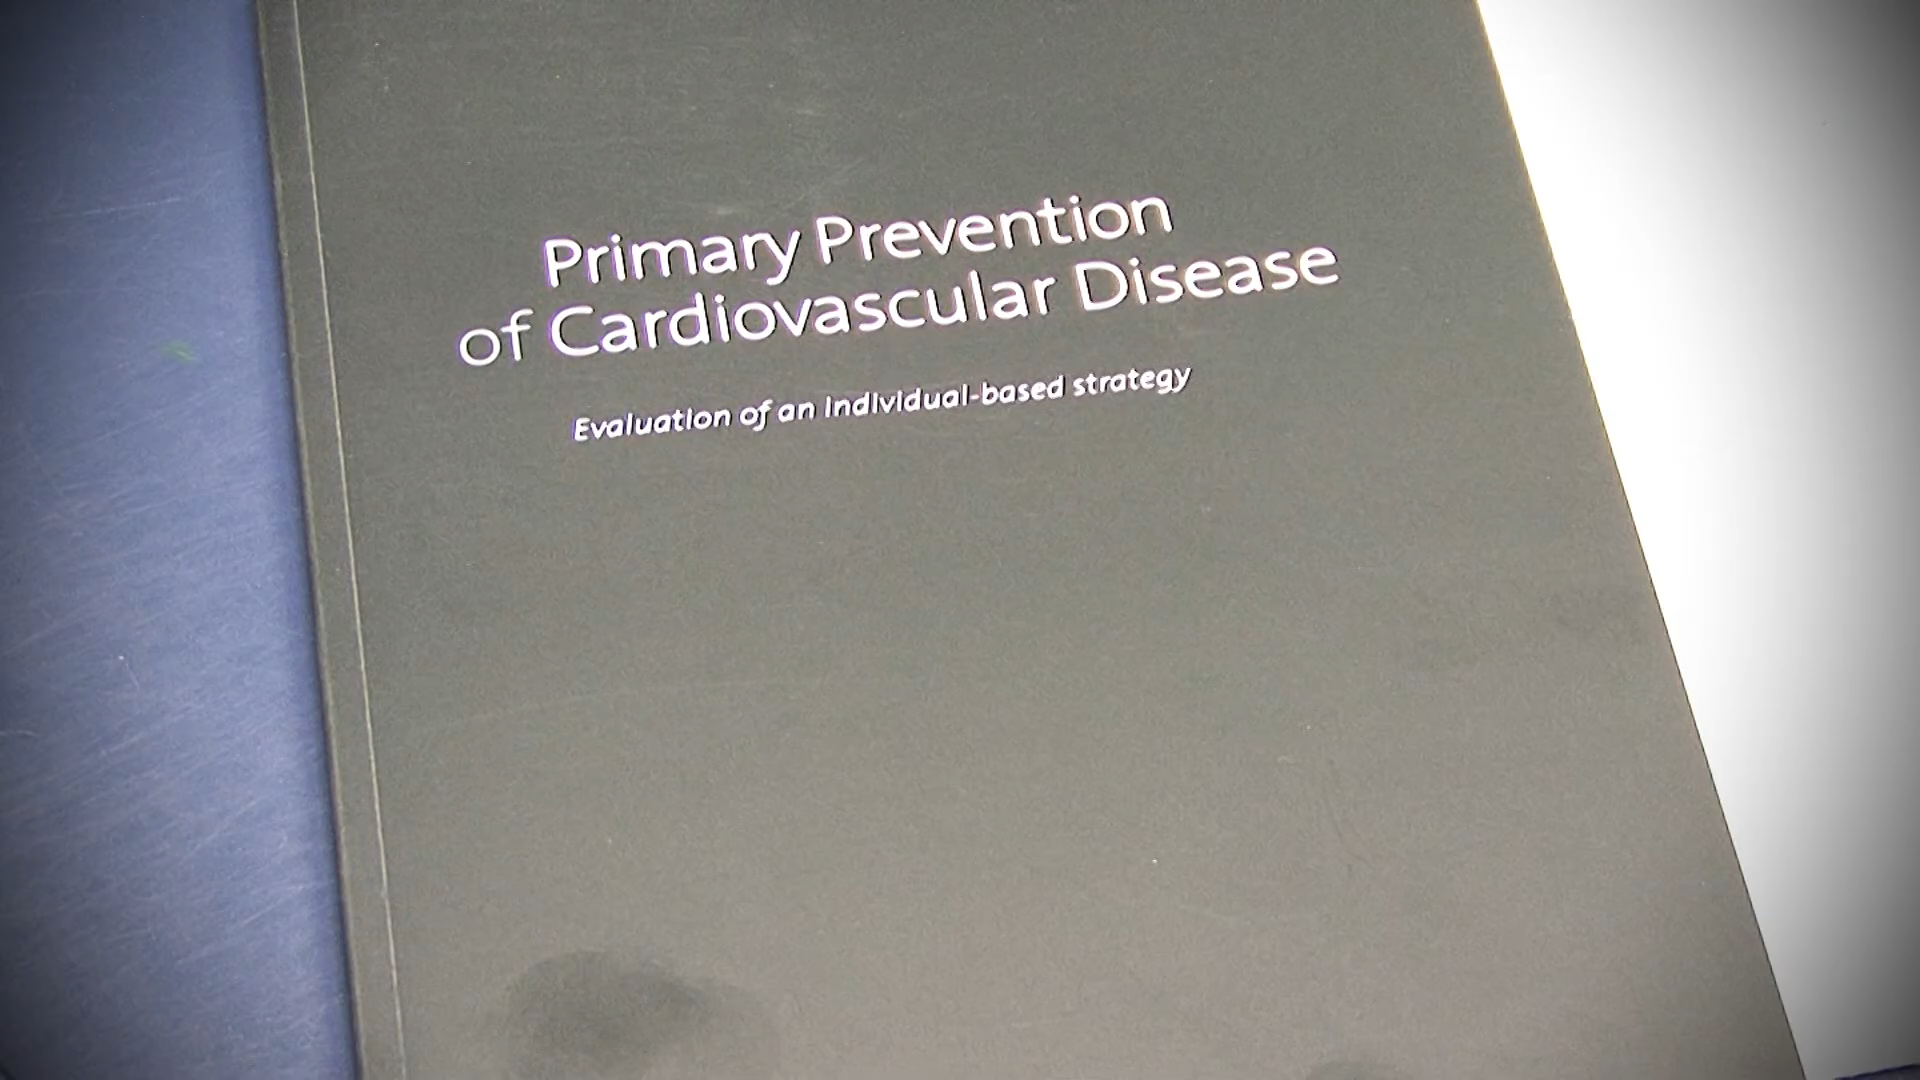 Primary Prevention
of Cardiovascular Disease
Evaluation of an individual-based strategy